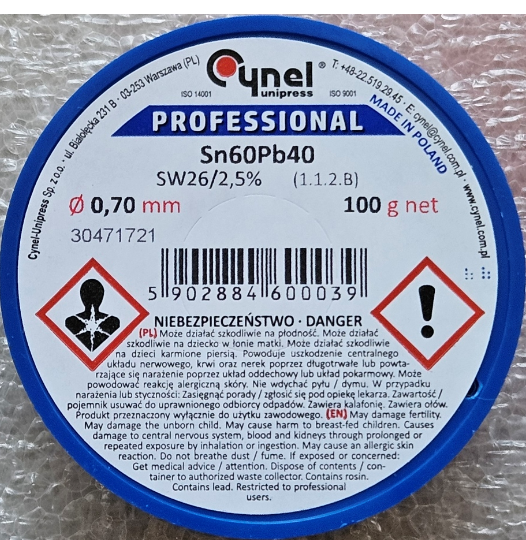 Cynel ®
unipress
ISO 14001 ISO 9001
Cynel-Unipress Sp. z o.o. · ul. Białołęcka 231 B · 03-253 Warszawa (PL)
T: +48-22.519.29.45 · E: cynel@cynel.com.pl · www.cynel.com.pl
MADE IN POLAND
PROFESSIONAL
Sn60Pb40
SW26/2,5% (1.1.2.B)
Ø 0,70 mm 100 g net
30471721
5 902884 600039
NIEBEZPIECZEŃSTWO · DANGER
(PL) Może działać szkodliwie na płodność. Może działać
szkodliwie na dziecko w łonie matki. Może działać szkodliwie
na dzieci karmione piersią. Powoduje uszkodzenie centralnego
układu nerwowego, krwi oraz nerek poprzez długotrwałe lub powta-
rzające się narażenie poprzez układ oddechowy lub układ pokarmowy. Może
powodować reakcję alergiczną skóry. Nie wdychać pyłu / dymu. W przypadku
narażenia lub styczności: Zasięgnąć porady / zgłosić się pod opiekę lekarza. Zawartość /
pojemnik usuwać do uprawnionego odbiorcy odpadów. Zawiera kalafonię. Zawiera ołów.
Produkt przeznaczony wyłącznie do użytku zawodowego. (EN) May damage fertility.
May damage the unborn child. May cause harm to breast-fed children. Causes
damage to central nervous system, blood and kidneys through prolonged or
repeated exposure by inhalation or ingestion. May cause an allergic skin
reaction. Do not breathe dust / fume. If exposed or concerned:
Get medical advice / attention. Dispose of contents / con-
tainer to authorized waste collector. Contains rosin.
Contains lead. Restricted to professional
users.